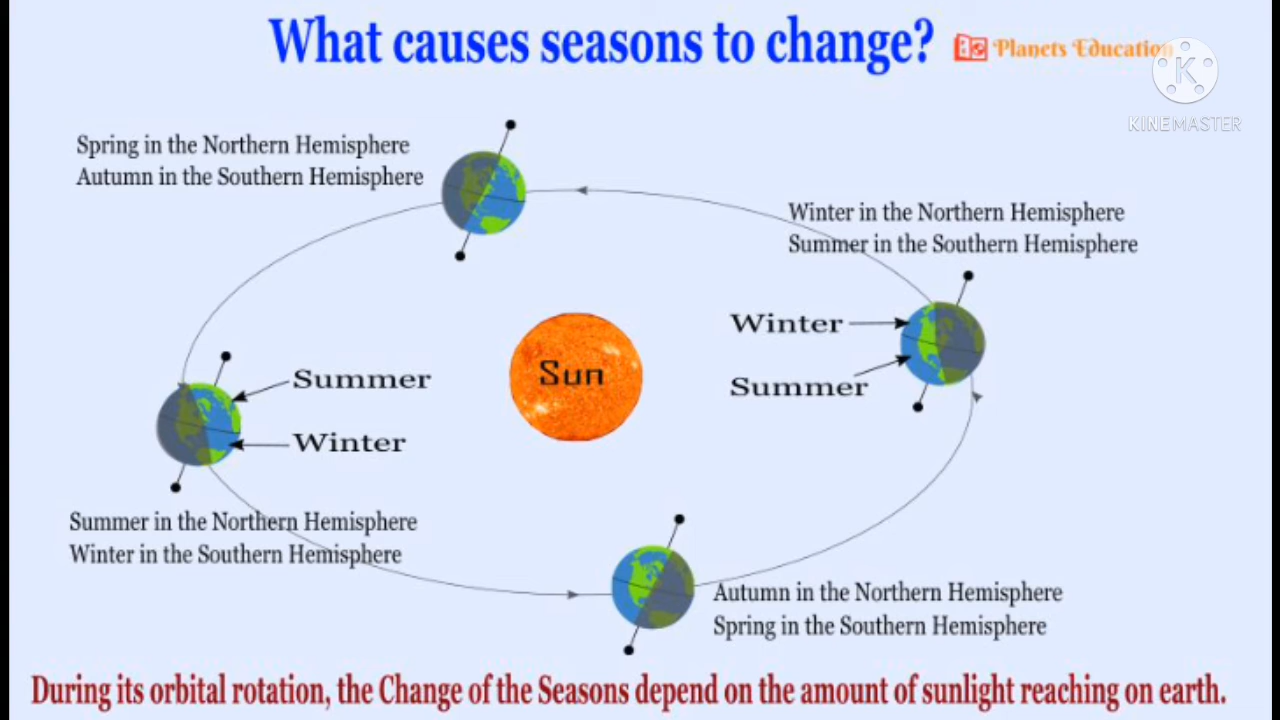 What causes seasons to change?
Planets Education
K
KINEMASTER
Spring in the Northern Hemisphere
Autumn in the Southern Hemisphere
Winter in the Northern Hemisphere
Summer in the Southern Hemisphere
Winter
Summer
Sun
Summer
Winter
Summer in the Northern Hemisphere
Winter in the Southern Hemisphere
Autumn in the Northern Hemisphere
Spring in the Southern Hemisphere
During its orbital rotation, the Change of the Seasons depend on the amount of sunlight reaching on earth.